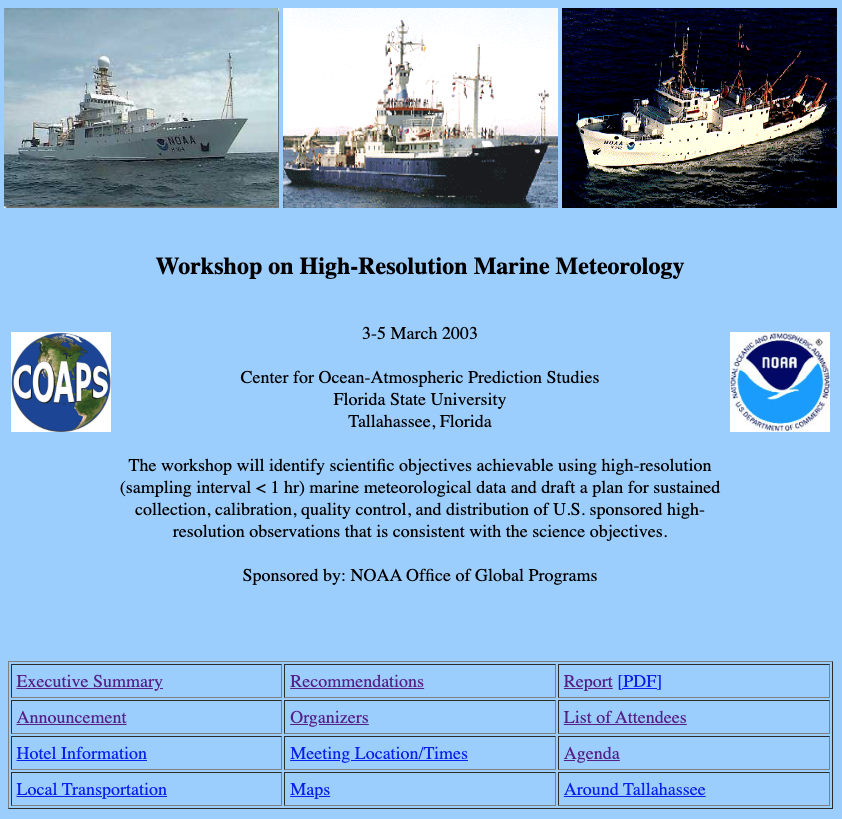 NOAA
NOAA
Workshop on High-Resolution Marine Meteorology
3-5 March 2003
COAPS
NATIONAL OCEANIC AND ATMOSPHERIC ADMINISTRATION
NOAA
U.S. DEPARTMENT OF COMMERCE
®
Center for Ocean-Atmospheric Prediction Studies
Florida State University
Tallahassee, Florida
The workshop will identify scientific objectives achievable using high-resolution
(sampling interval < 1 hr) marine meteorological data and draft a plan for sustained
collection, calibration, quality control, and distribution of U.S. sponsored high-
resolution observations that is consistent with the science objectives.
Sponsored by: NOAA Office of Global Programs
Executive Summary
Recommendations
Report [PDF]
Announcement
Organizers
List of Attendees
Hotel Information
Meeting Location/Times
Agenda
Local Transportation
Maps
Around Tallahassee